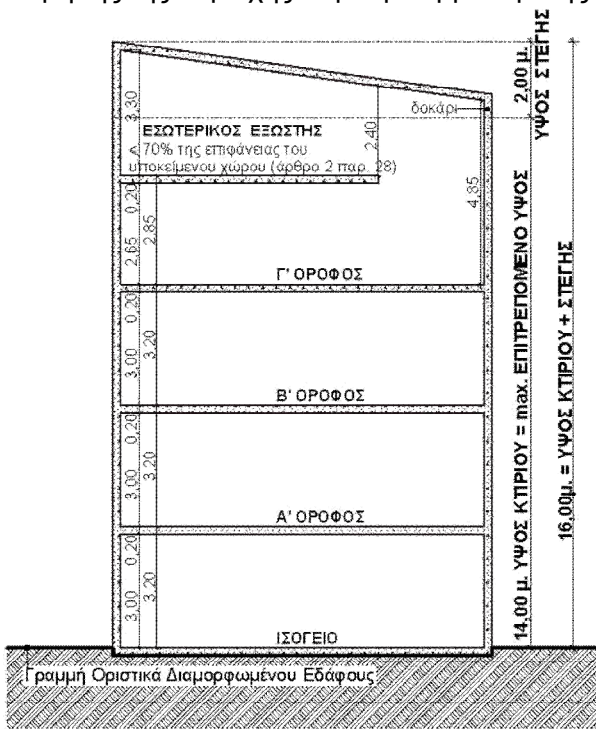 2,00 μ.
ΥΨΟΣ ΣΤΕΓΗΣ
δοκάρι
3,30
ΕΣΩΤΕΡΙΚΟΣ ΕΞΩΣΤΗΣ
< 70% της επιφάνειας του
υποκείμενου χώρου (άρθρο 2 παρ. 28)
2,40
4,85
0,20
2,65
2,85
Γ' ΟΡΟΦΟΣ
0,20
3,00
3,20
Β' ΟΡΟΦΟΣ
0,20
3,00
3,20
Α' ΟΡΟΦΟΣ
0,20
3,00
3,20
ΙΣΟΓΕΙΟ
14,00 μ. ΥΨΟΣ ΚΤΙΡΙΟΥ = max. ΕΠΙΤΡΕΠΟΜΕΝΟ ΥΨΟΣ
16,00μ. = ΥΨΟΣ ΚΤΙΡΙΟΥ + ΣΤΕΓΗΣ
Γραμμή Οριστικά Διαμορφωμένου Εδάφους